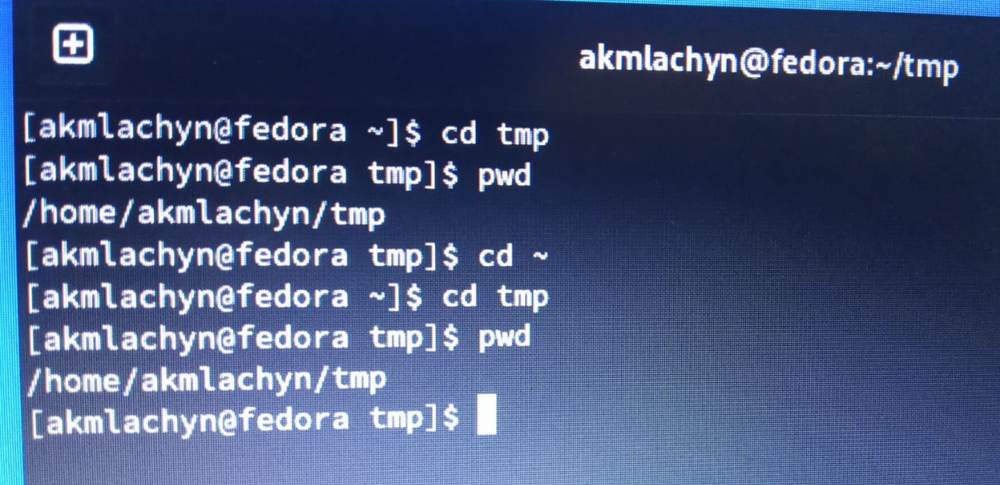 akmlachyn@fedora:~/tmp
[akmlachyn@fedora ~]$ cd tmp
[akmlachyn@fedora tmp]$ pwd
/home/akmlachyn/tmp
[akmlachyn@fedora tmp]$ cd ~
[akmlachyn@fedora ~]$ cd tmp
[akmlachyn@fedora tmp]$ pwd
/home/akmlachyn/tmp
[akmlachyn@fedora tmp]$